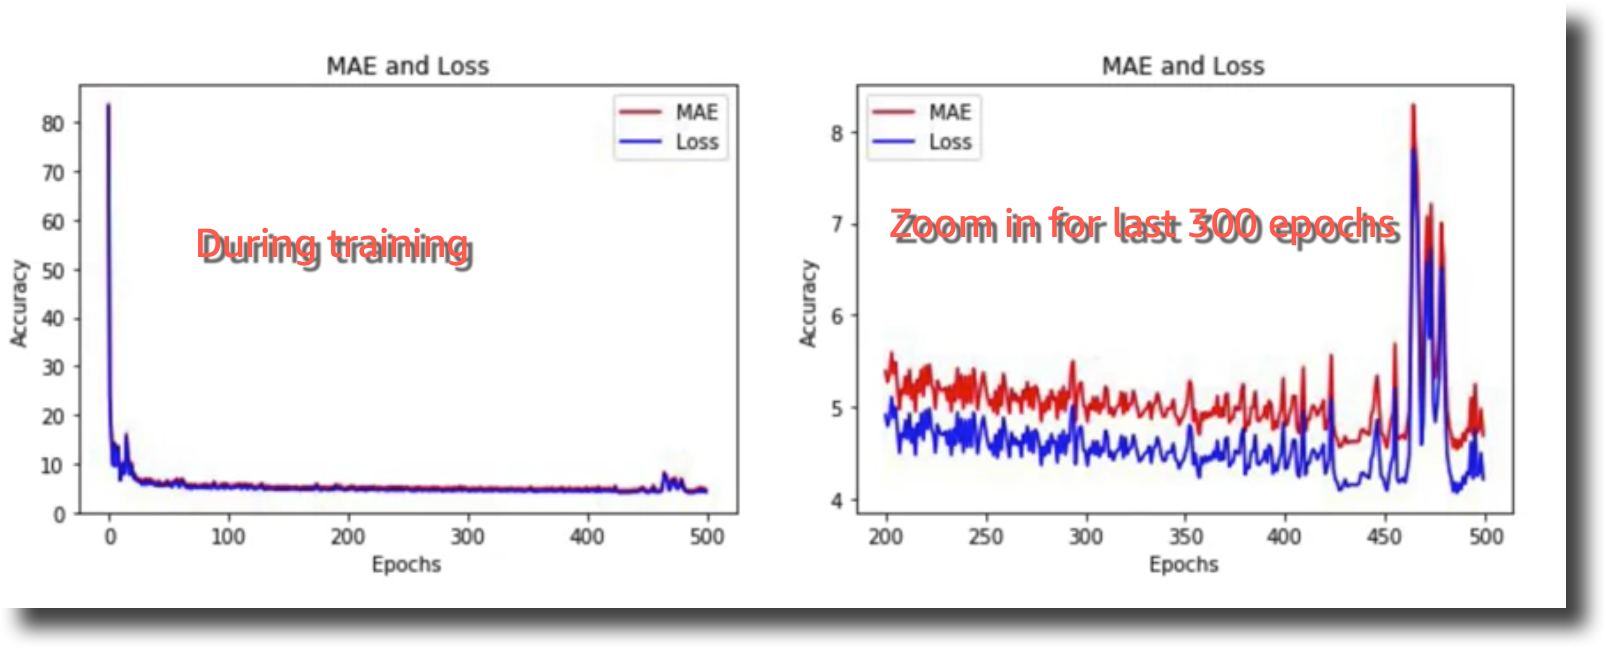 MAE and Loss
80
70
60
50
40
30
20
10
0
Accuracy
MAE
Loss
During training
0 100 200 300 400 500
Epochs
MAE and Loss
8
7
6
5
4
Accuracy
MAE
Loss
Zoom in for last 300 epochs
200 250 300 350 400 450 500
Epochs